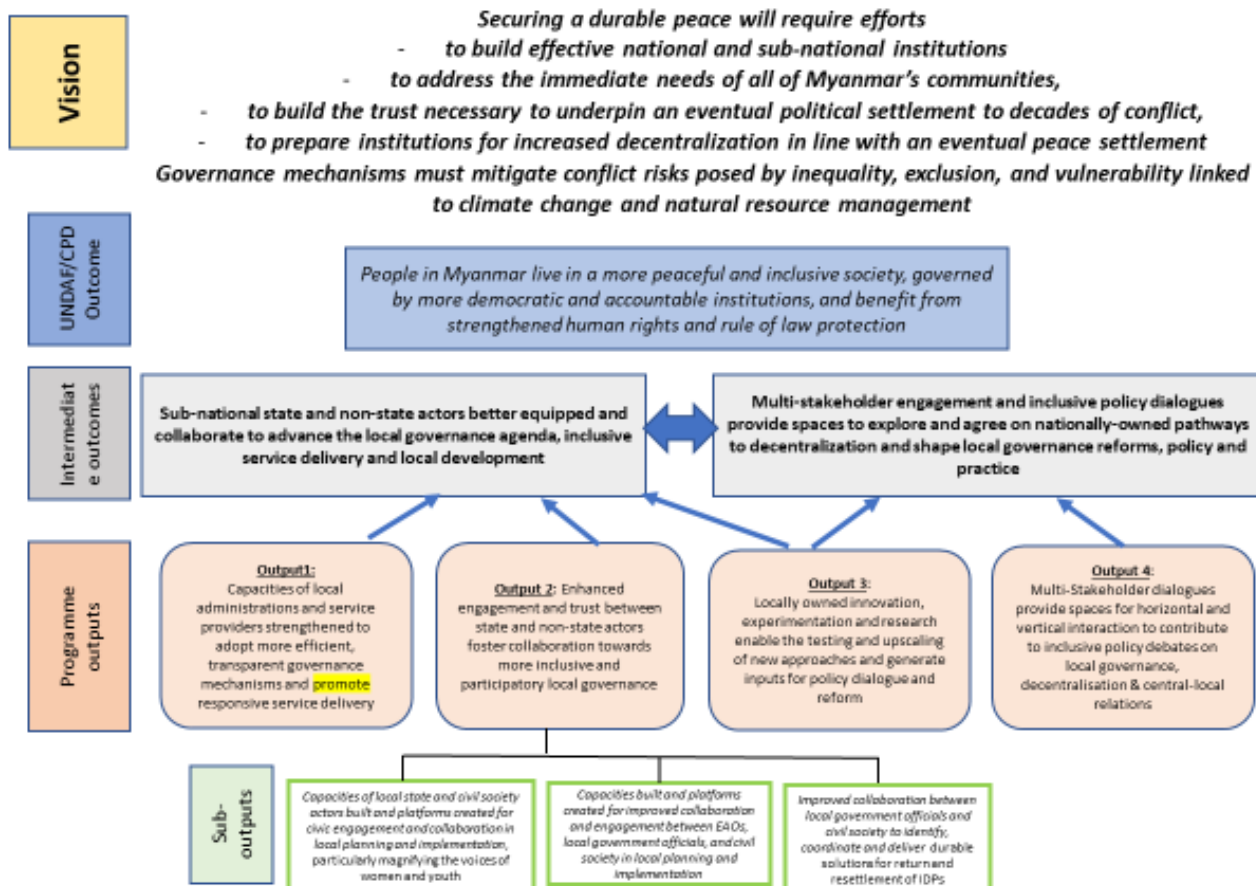 Vision
Securing a durable peace will require efforts
- to build effective national and sub-national institutions
- to address the immediate needs of all of Myanmar's communities,
- to build the trust necessary to underpin an eventual political settlement to decades of conflict,
- to prepare institutions for increased decentralization in line with an eventual peace settlement
Governance mechanisms must mitigate conflict risks posed by inequality, exclusion, and vulnerability linked
to climate change and natural resource management
UNDAF/CPD
Outcome
People in Myanmar live in a more peaceful and inclusive society, governed
by more democratic and accountable institutions, and benefit from
strengthened human rights and rule of law protection
Intermediat
e outcomes
Sub-national state and non-state actors better equipped and
collaborate to advance the local governance agenda, inclusive
service delivery and local development
Multi-stakeholder engagement and inclusive policy dialogues
provide spaces to explore and agree on nationally-owned pathways
to decentralization and shape local governance reforms, policy and
practice
Programme
outputs
Output1:
Capacities of local
administrations and service
providers strengthened to
adopt more efficient,
transparent governance
mechanisms and promote
responsive service delivery
Output 2: Enhanced
engagement and trust between
state and non-state actors
foster collaboration towards
more inclusive and
participatory local governance
Output 3:
Locally owned innovation,
experimentation and research
enable the testing and upscaling
of new approaches and generate
inputs for policy dialogue and
reform
Output 4:
Multi-Stakeholder dialogues
provide spaces for horizontal and
vertical interaction to contribute
to inclusive policy debates on
local governance,
decentralisation & central-local
relations
Sub-
outputs
Capacities of local state and civil society
actors built and platforms created for
civic engagement and collaboration in
local planning and implementation,
particularly magnifying the voices of
women and youth
Capacities built and platforms
created for improved collaboration
and engagement between EAOs,
local government officials, and civil
society in local planning and
implementation
Improved collaboration between
local government officials and
civil society to identify,
coordinate and deliver durable
solutions for return and
resettlement of IDPs